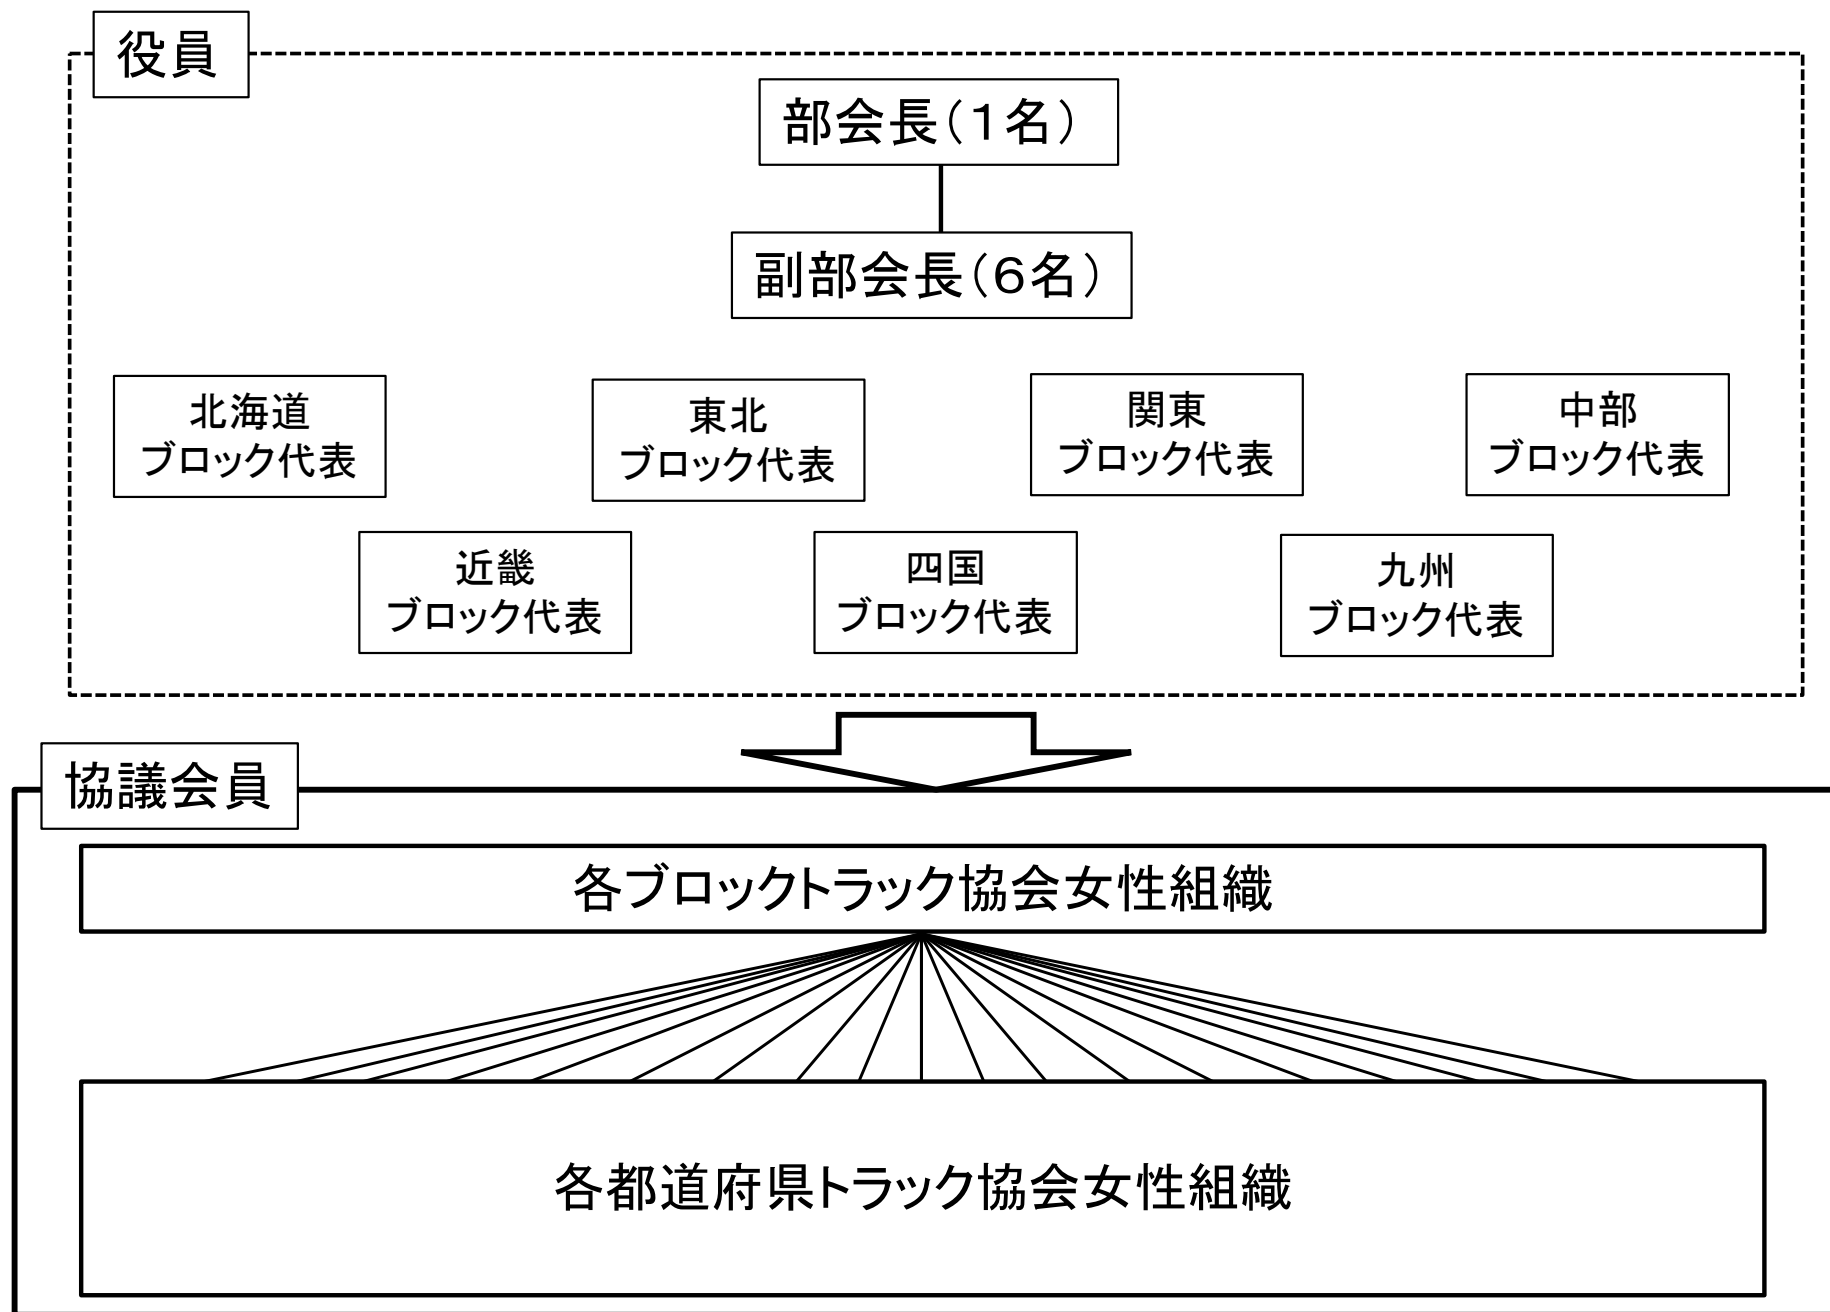 役員
部会長（１名）
副部会長（６名）
北海道
ブロック代表
東北
ブロック代表
関東
ブロック代表
中部
ブロック代表
近畿
ブロック代表
四国
ブロック代表
九州
ブロック代表
協議会員
各ブロックトラック協会女性組織
各都道府県トラック協会女性組織